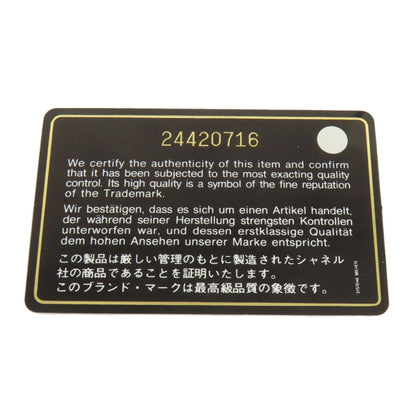 24420716
We certify the authenticity of this item and confirm
that it has been subjected to the most exacting quality
control. Its high quality is a symbol of the fine reputation
of the Trademark.
Wir bestätigen, dass es sich um einen Artikel handelt,
der während seiner Herstellung strengsten Kontrollen
unterworfen war, und dessen erstklassige Qualität
dem hohen Ansehen unserer Marke entspricht.
この製品は厳しい管理のもとに製造されたシャネル
社の商品であることを証明いたします。
このブランド・マークは最高級品質の象徴です。
SYSTEME BREVETE